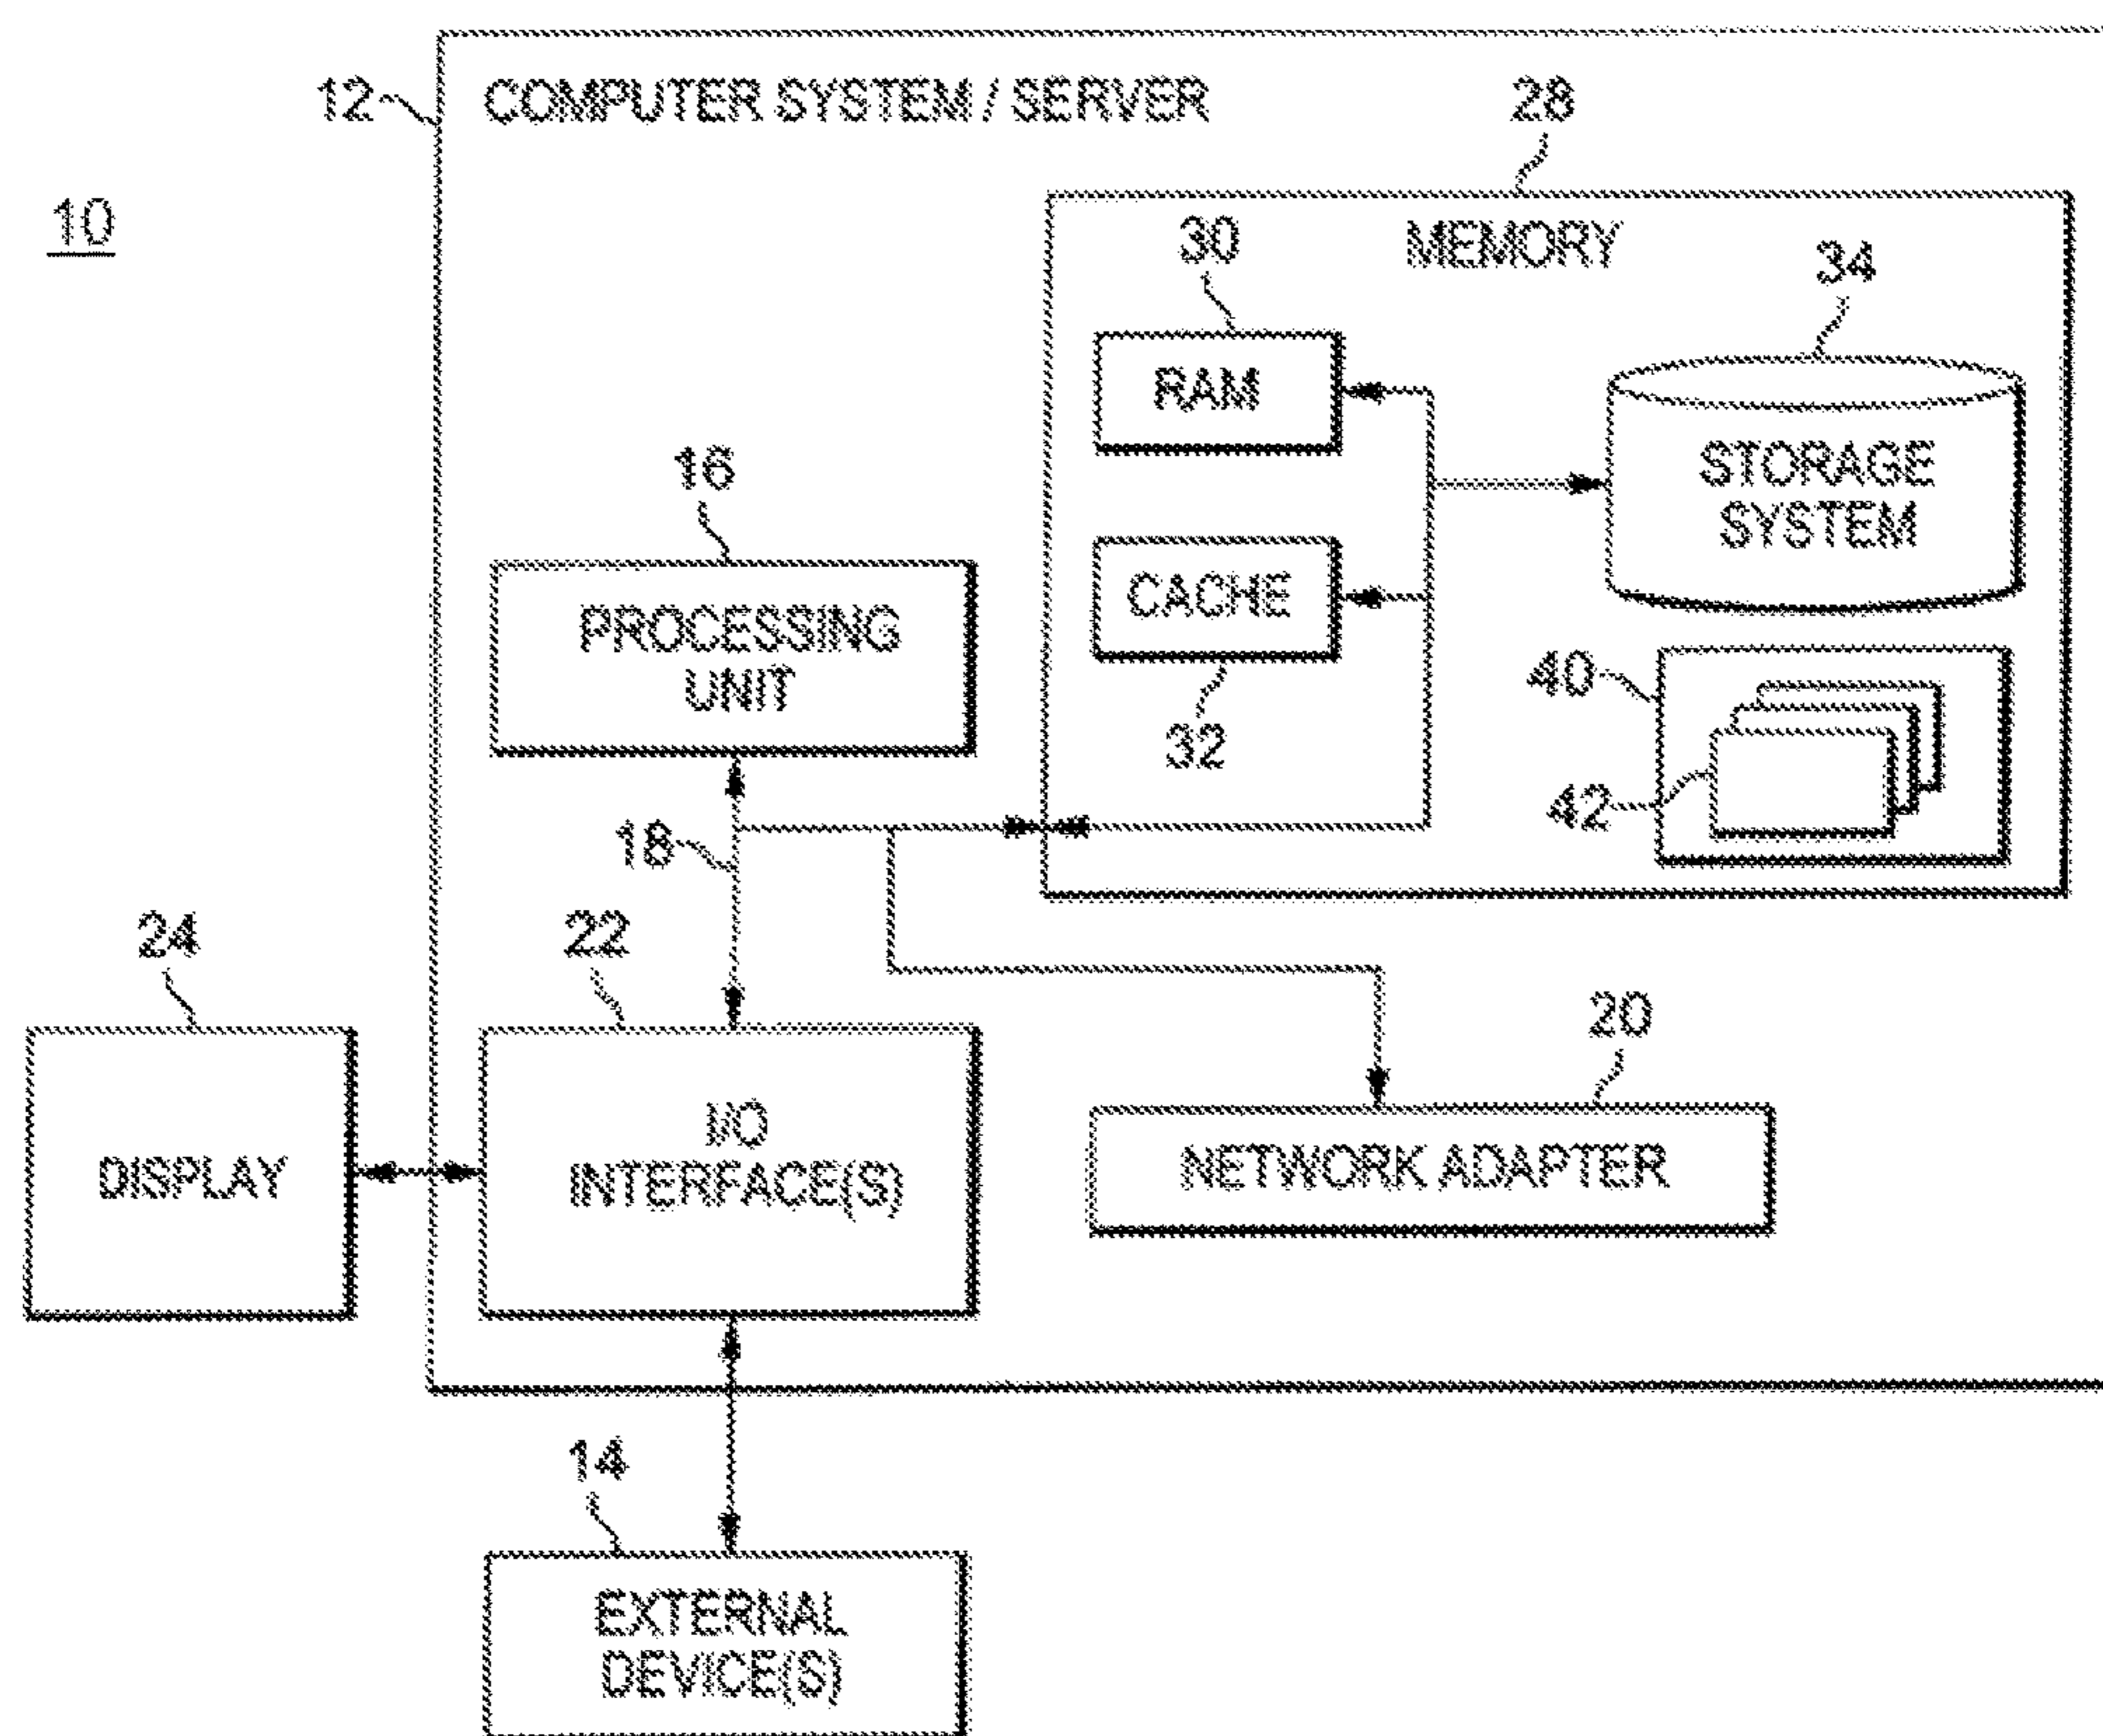 12 COMPUTER SYSTEM / SERVER
28
10
MEMORY
30
34
RAM
STORAGE
SYSTEM
16
PROCESSING
UNIT
CACHE
32
40
42
18
24
22
20
DISPLAY
I/O
INTERFACE(S)
NETWORK ADAPTER
14
EXTERNAL
DEVICE(S)